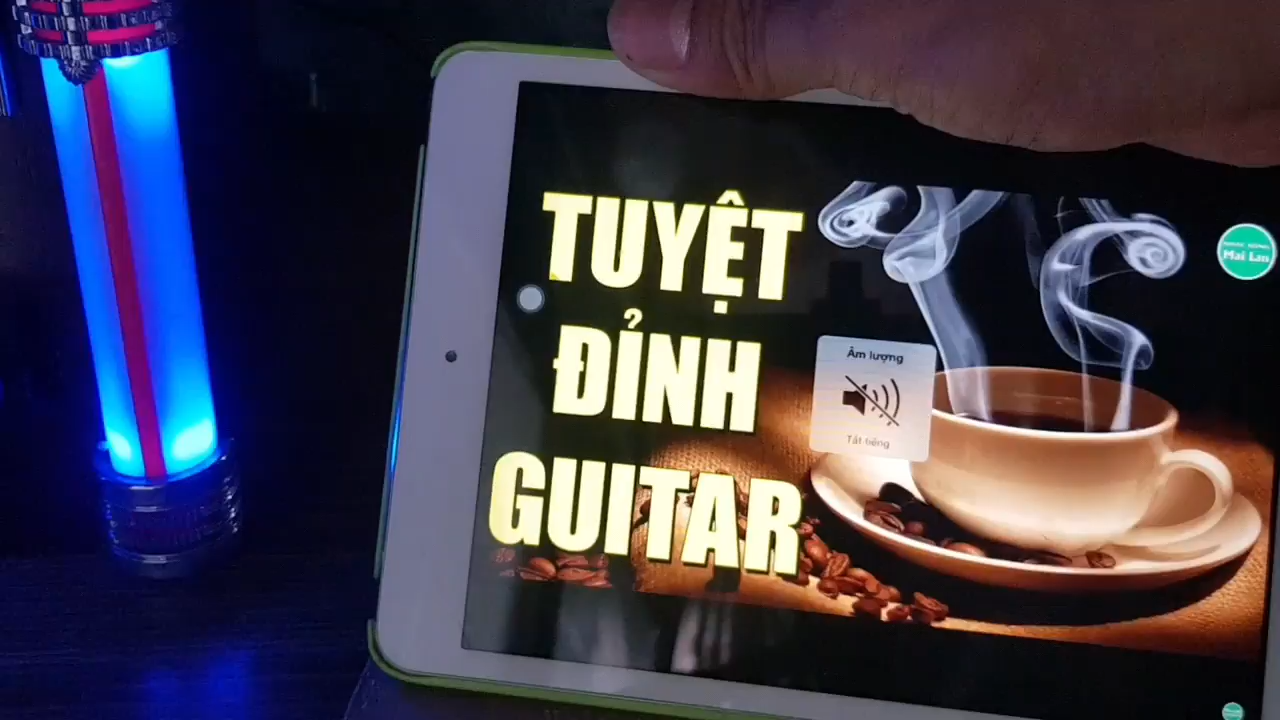 TUYỆT
ĐỈNH
GUITAR
Âm lượng
Tắt tiếng
Mai Lan